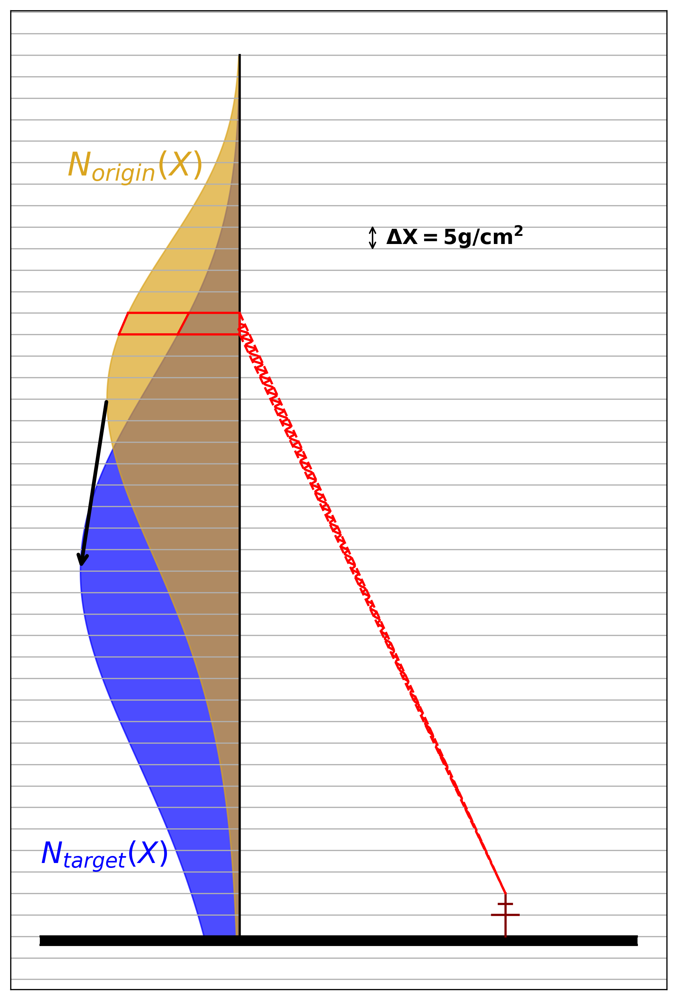 N_origin(X)
ΔX = 5g/cm²
N_target(X)